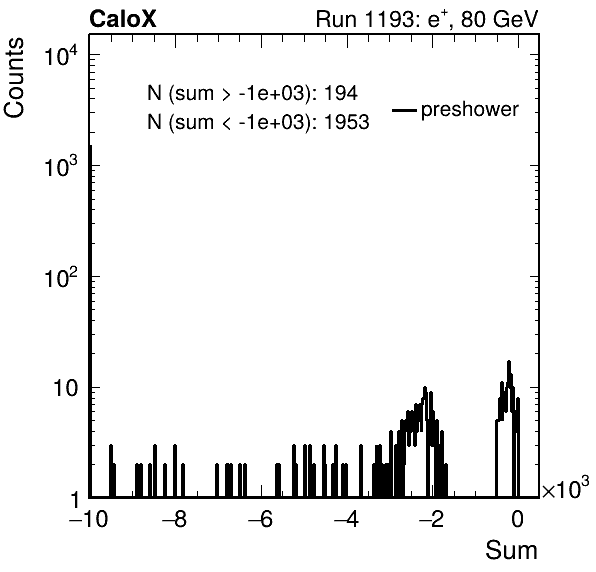 CaloX Run 1193: e⁺, 80 GeV
Counts
N (sum > -1e+03): 194
N (sum < -1e+03): 1953
preshower
10⁴
10³
10²
10
1
−10 −8 −6 −4 −2 0 ×10³
Sum